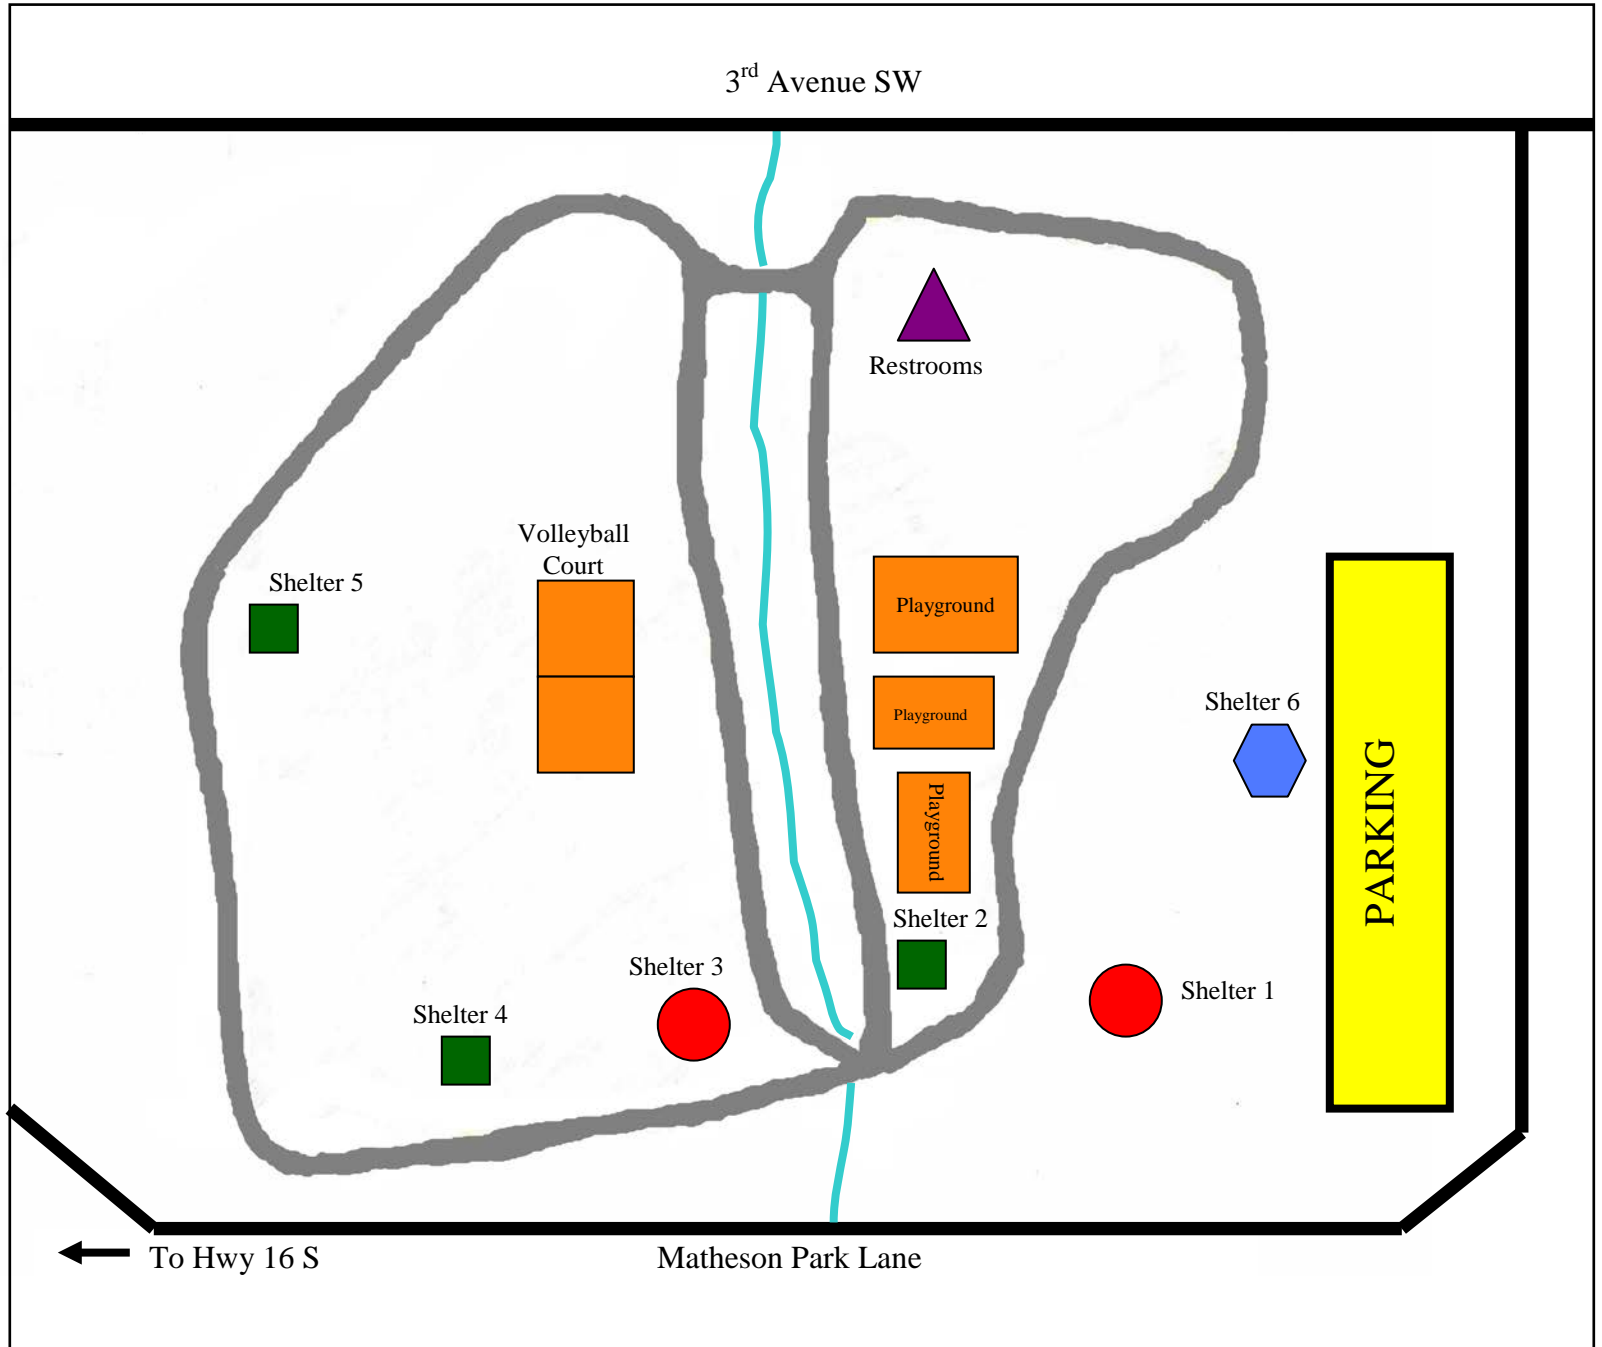 3rd Avenue SW
Restrooms
Volleyball
Court
Shelter 5
Playground
Playground
Shelter 6
PARKING
Playground
Shelter 2
Shelter 3
Shelter 1
Shelter 4
To Hwy 16 S
Matheson Park Lane